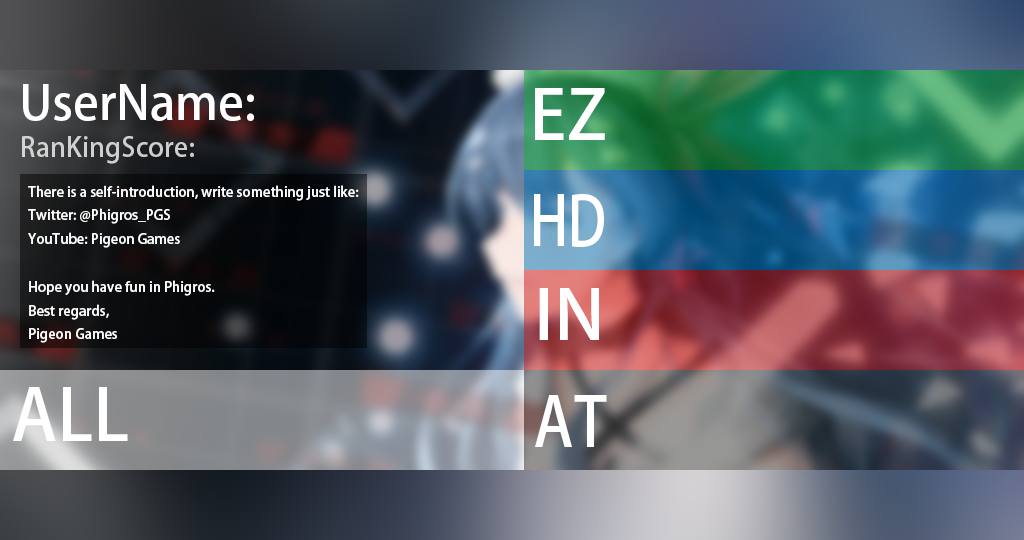 UserName:
RanKingScore:
There is a self-introduction, write something just like:
Twitter: @Phigros_PGS
YouTube: Pigeon Games
Hope you have fun in Phigros.
Best regards,
Pigeon Games
ALL
EZ
HD
IN
AT